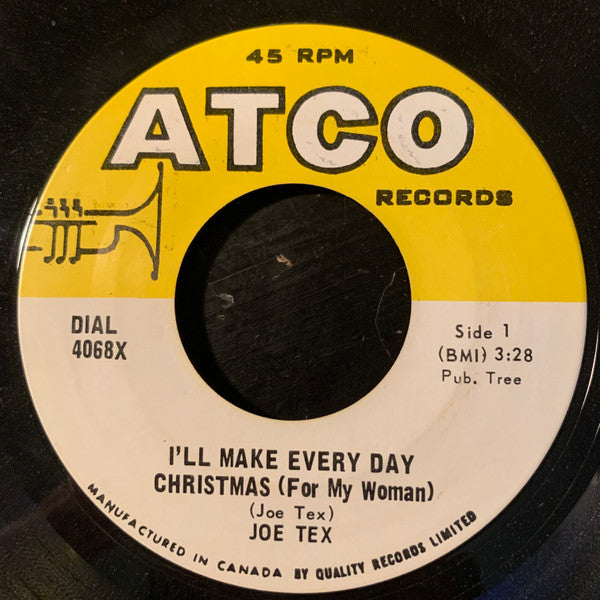 45 RPM
ATCO
RECORDS
DIAL
4068X
Side 1
(BMI) 3:28
Pub. Tree
I'LL MAKE EVERY DAY
CHRISTMAS (For My Woman)
(Joe Tex)
JOE TEX
MANUFACTURED IN CANADA BY QUALITY RECORDS LIMITED